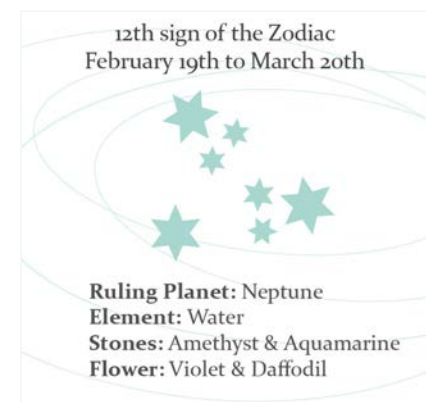 12th sign of the Zodiac
February 19th to March 20th
Ruling Planet: Neptune
Element: Water
Stones: Amethyst & Aquamarine
Flower: Violet & Daffodil